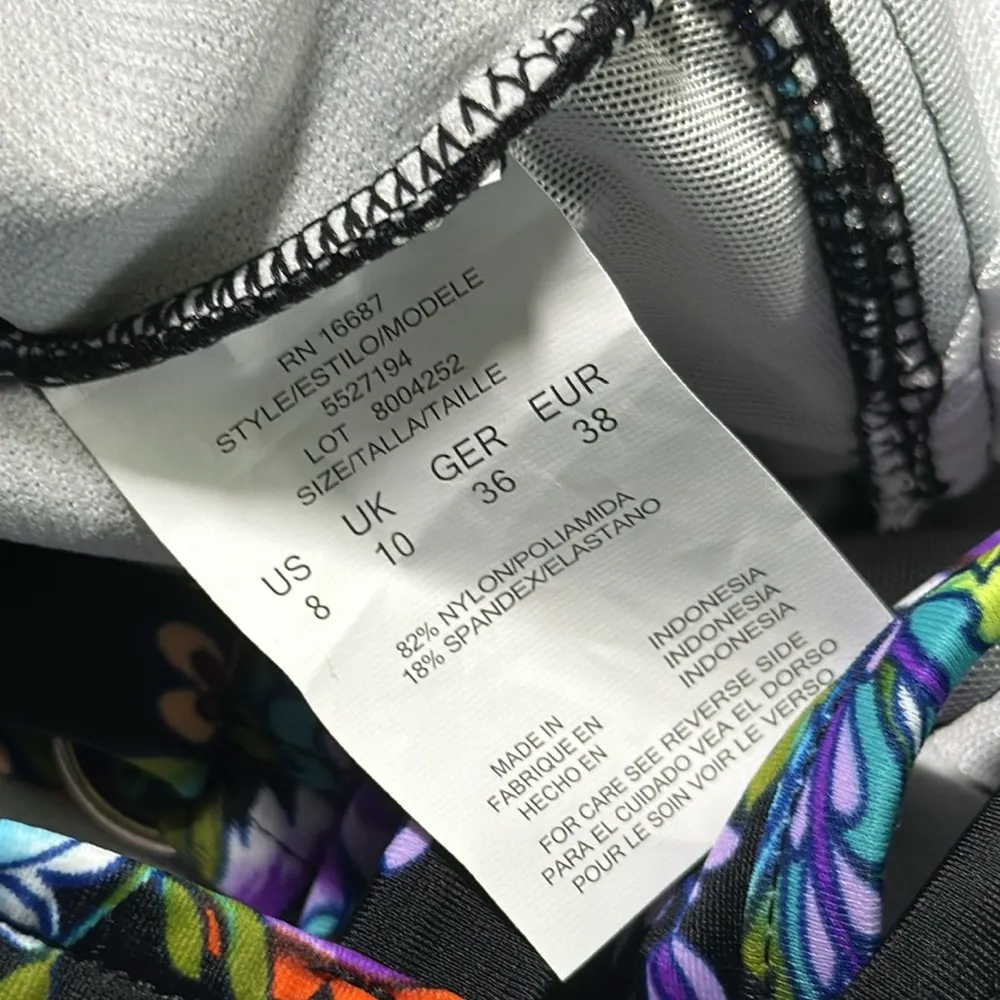 RN 16687
STYLE/ESTILO/MODELE
5527194
LOT 8004252
SIZE/TALLA/TAILLE
US UK GER EUR
8 10 36 38
82% NYLON/POLIAMIDA
18% SPANDEX/ELASTANO
MADE IN INDONESIA
FABRIQUE EN INDONESIA
HECHO EN INDONESIA
FOR CARE SEE REVERSE SIDE
PARA EL CUIDADO VEA EL DORSO
POUR LE SOIN VOIR LE VERSO